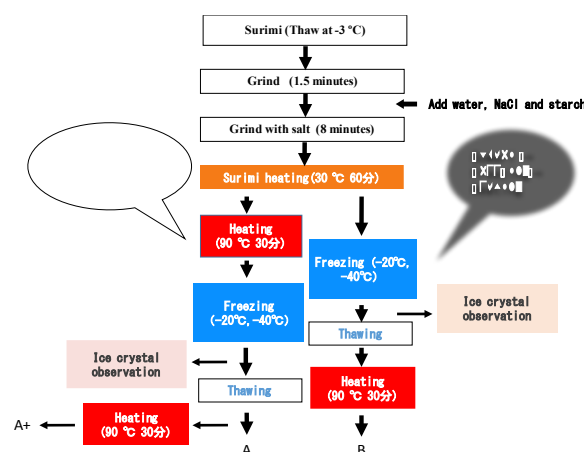 Surimi (Thaw at -3 ℃)
Grind (1.5 minutes)
Add water, NaCl and starch
Grind with salt (8 minutes)
Surimi heating(30 ℃ 60分)
Heating
(90 ℃ 30分)
Freezing (-20℃,
-40℃)
Freezing
(-20℃,-40℃)
Ice crystal
observation
Thawing
Ice crystal
observation
Thawing
Heating
(90 ℃ 30分)
A+
Heating
(90 ℃ 30分)
A
B